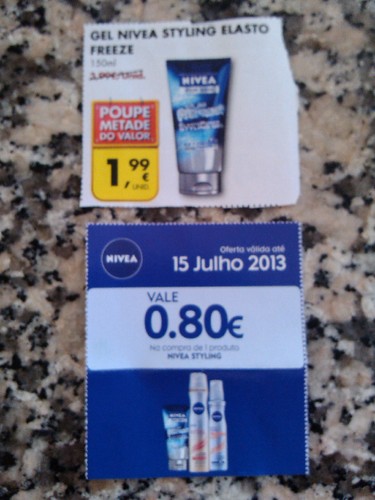 GEL NIVEA STYLING ELASTO
FREEZE
150ml
POUPE
METADE
DO VALOR
1,99
€
UNID.
NIVEA
NIVEA
Oferta válida até
15 Julho 2013
VALE
0.80€
Na compra de 1 produto
NIVEA STYLING
NIVEA
NIVEA